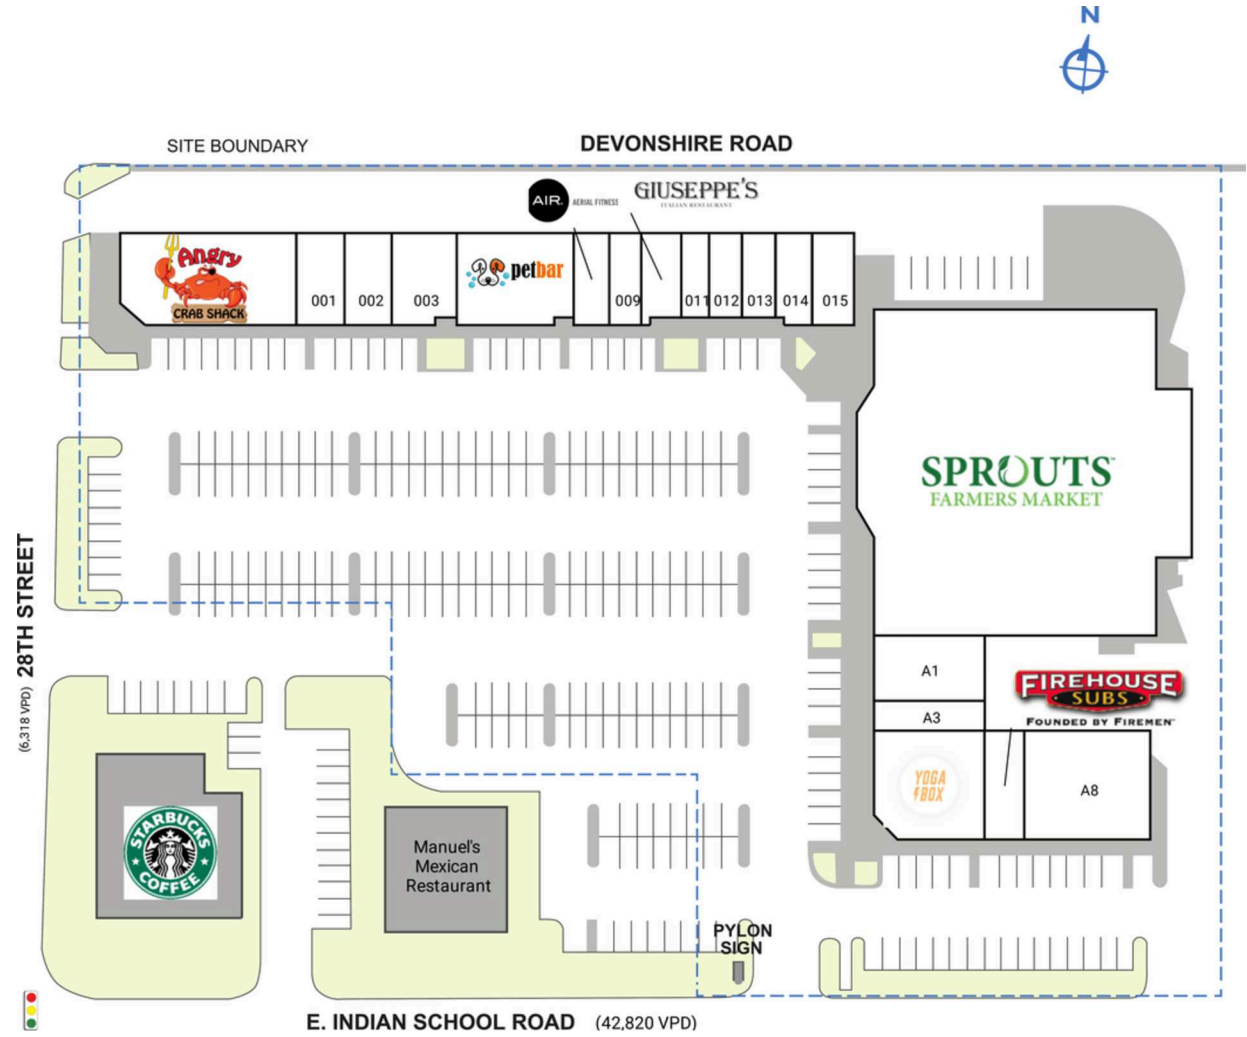 N
SITE BOUNDARY
DEVONSHIRE ROAD
AIR.
AERIAL FITNESS
GIUSEPPE'S
ITALIAN RESTAURANT
Angry
CRAB SHACK
001
002
003
petbar
009
011
012
013
014
015
SPROUTS
FARMERS MARKET
A1
A3
FIREHOUSE
SUBS
FOUNDED BY FIREMEN
YOGA
BOX
A8
28TH STREET
(6,318 VPD)
STARBUCKS
COFFEE
Manuel's
Mexican
Restaurant
PYLON
SIGN
E. INDIAN SCHOOL ROAD (42,820 VPD)